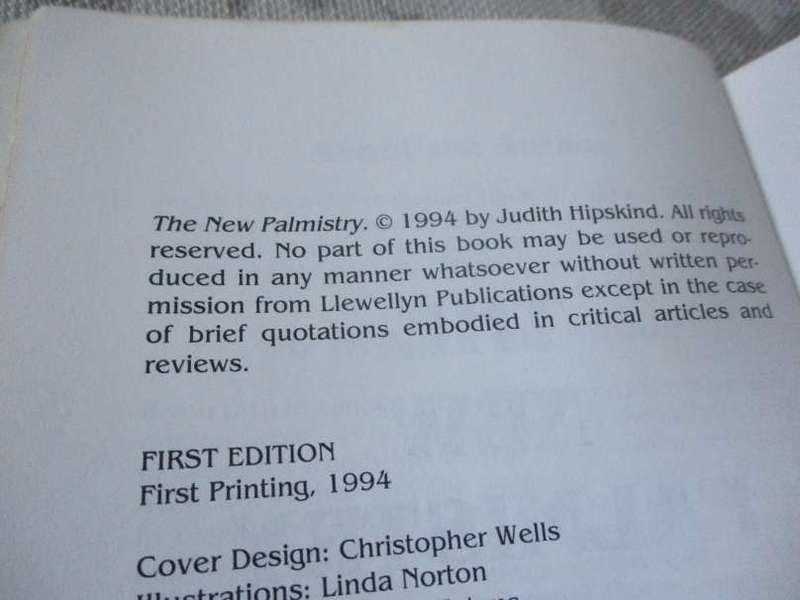 The New Palmistry. © 1994 by Judith Hipskind. All rights
reserved. No part of this book may be used or repro-
duced in any manner whatsoever without written per-
mission from Llewellyn Publications except in the case
of brief quotations embodied in critical articles and
reviews.
FIRST EDITION
First Printing, 1994
Cover Design: Christopher Wells
Illustrations: Linda Norton